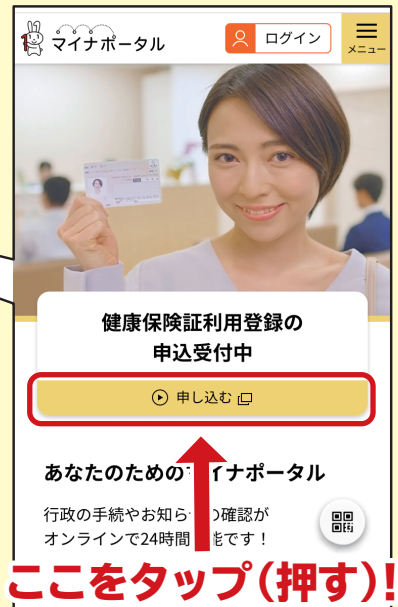 マイナポータル
ログイン
メニュー
健康保険証利用登録の
申込受付中
申し込む
あなたのための イナポータル
行政の手続やお知ら の確認が
オンラインで24時間 能です！
ここをタップ（押す）！